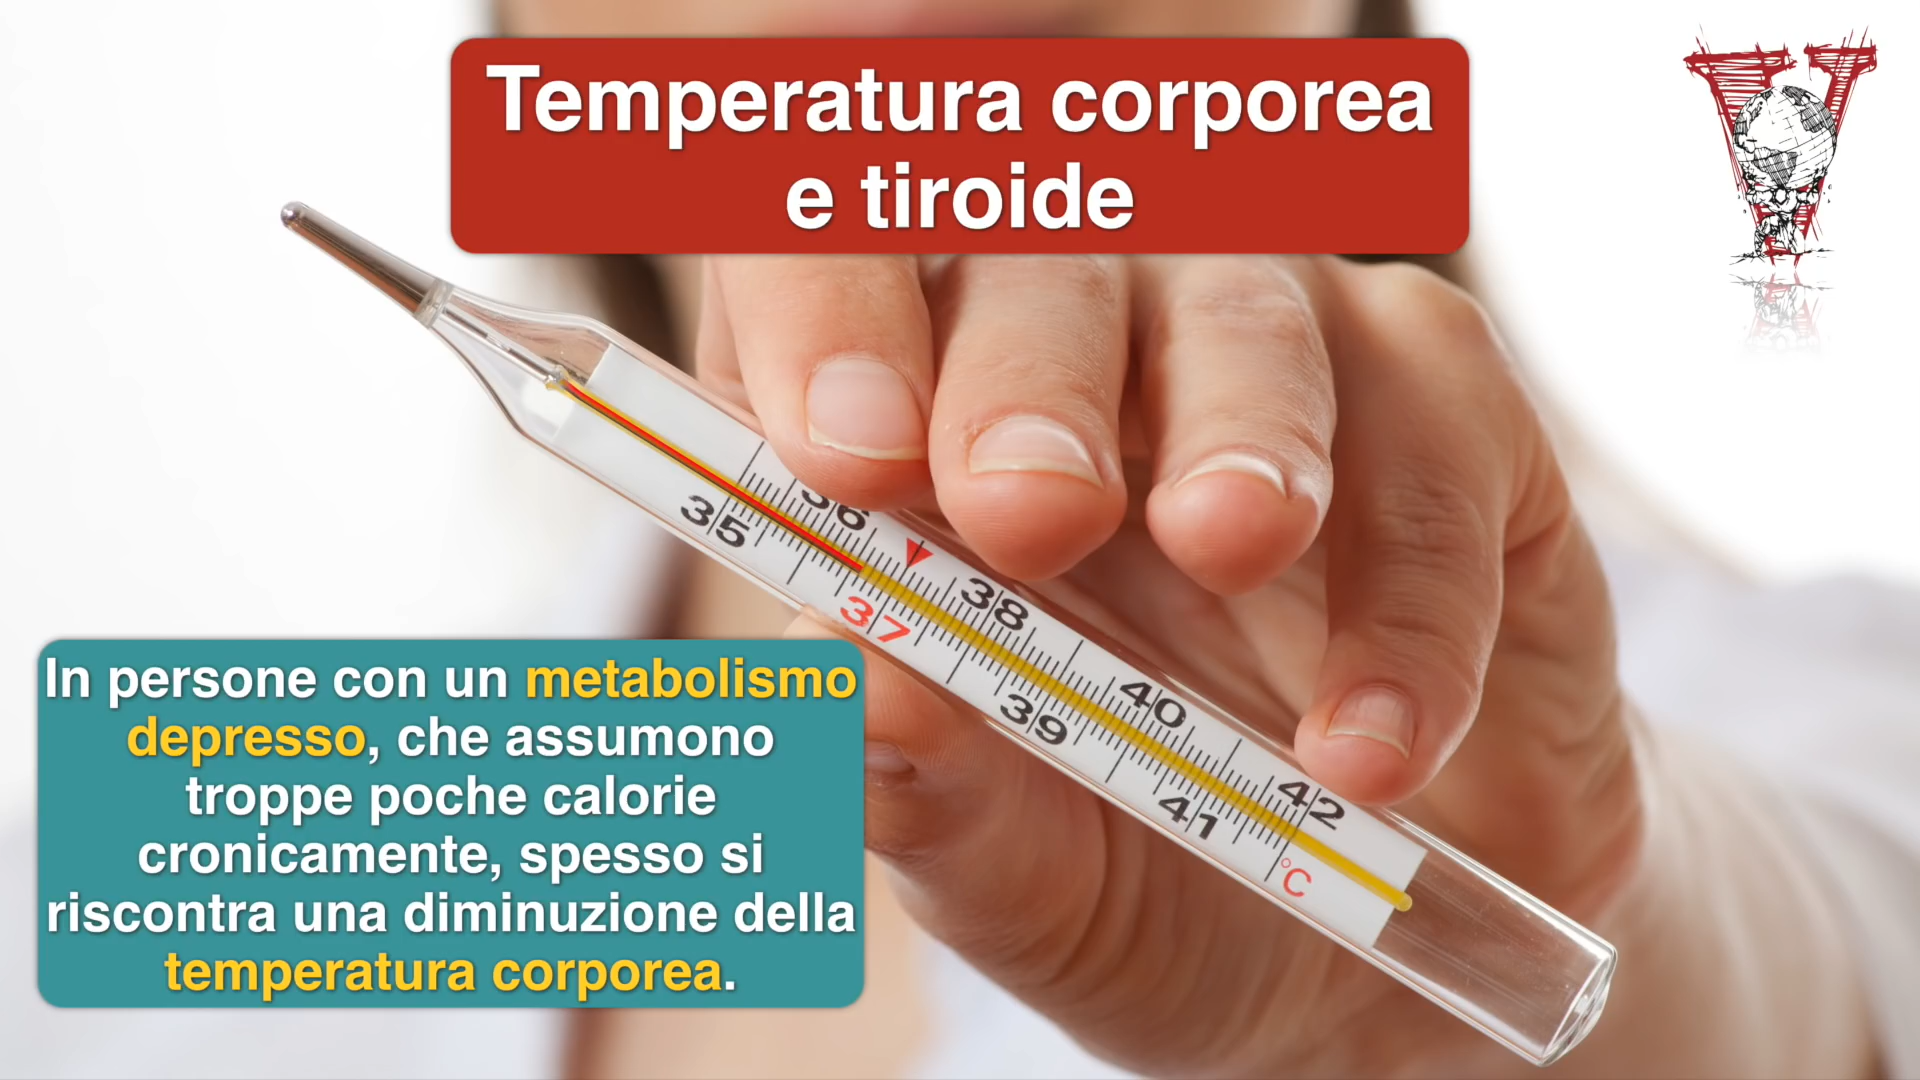 Temperatura corporea
e tiroide
36
35
37
38
39
40
41
42
°C
In persone con un metabolismo
depresso, che assumono
troppe poche calorie
cronicamente, spesso si
riscontra una diminuzione della
temperatura corporea.